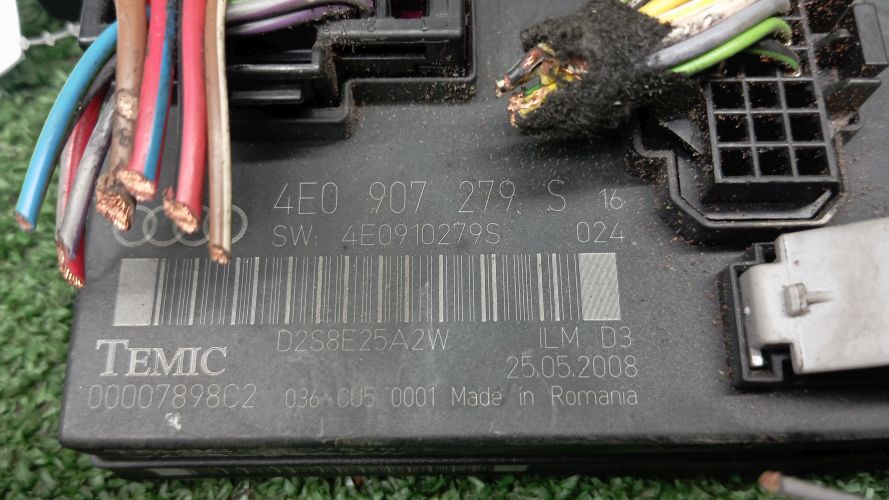 4E0 907 279 S 16
SW: 4E0910279S 024
D2S8E25A2W ILM D3
TEMIC 25.05.2008
00007898C2 036 CU5 0001 Made in Romania